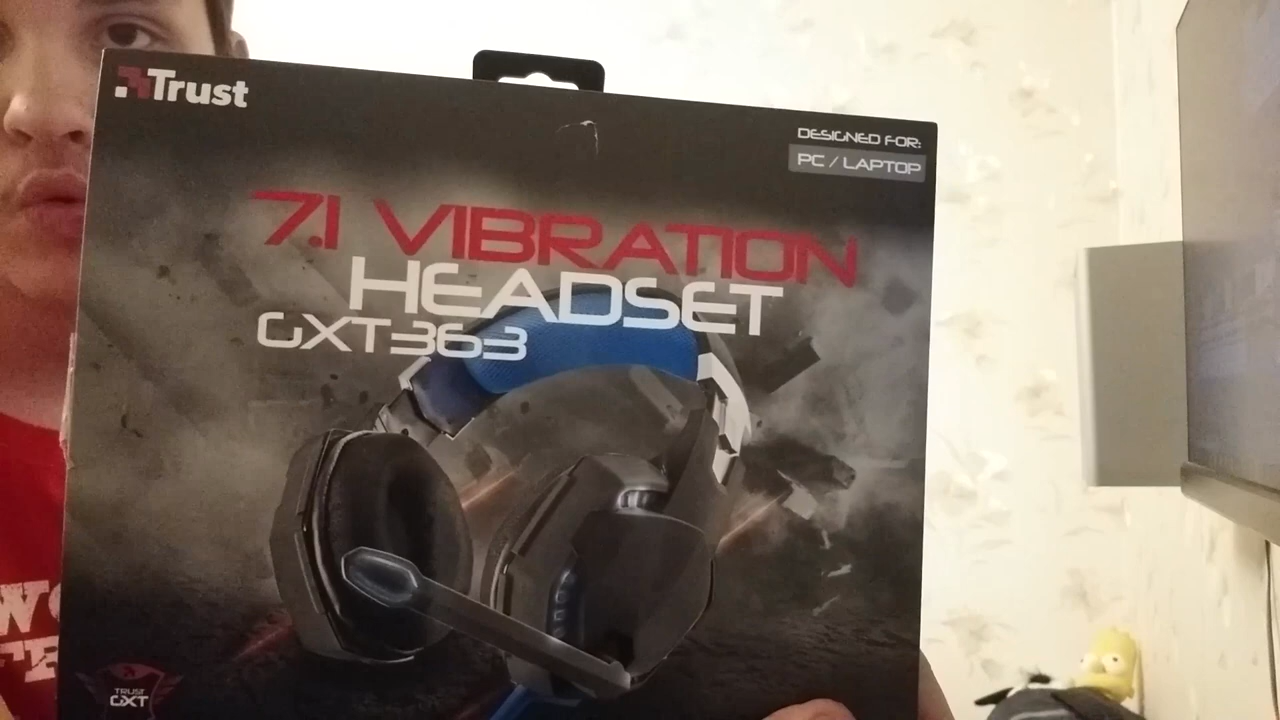 Trust
DESIGNED FOR:
PC / LAPTOP
7.1 VIBRATION
HEADSET
GXT363
TRUST
GXT